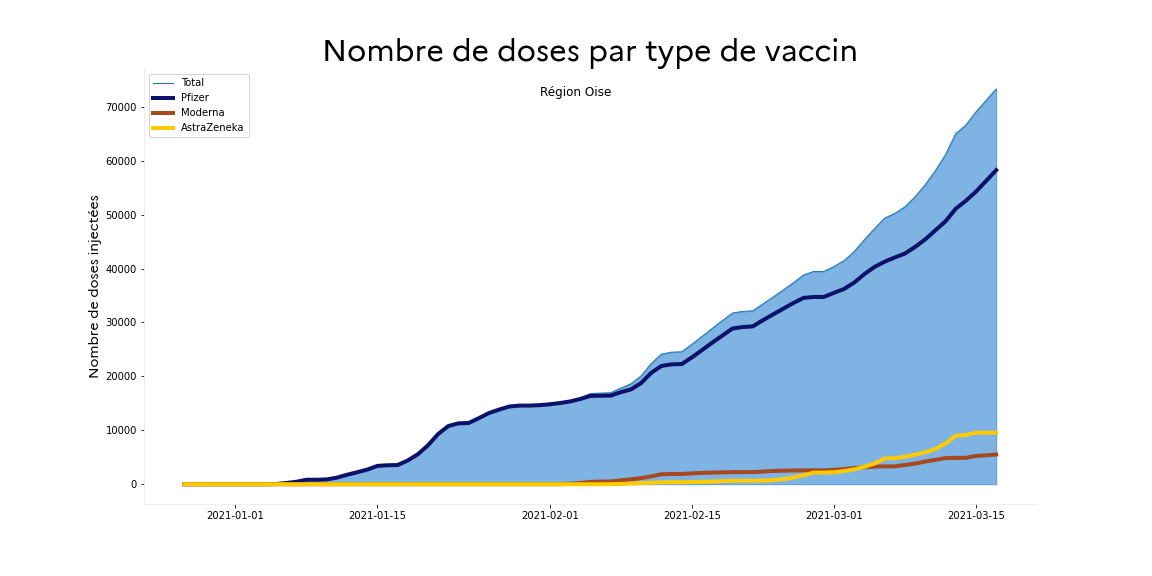 Nombre de doses par type de vaccin
Région Oise
Total
Pfizer
Moderna
AstraZeneka
Nombre de doses injectées
70000
60000
50000
40000
30000
20000
10000
0
2021-01-01
2021-01-15
2021-02-01
2021-02-15
2021-03-01
2021-03-15